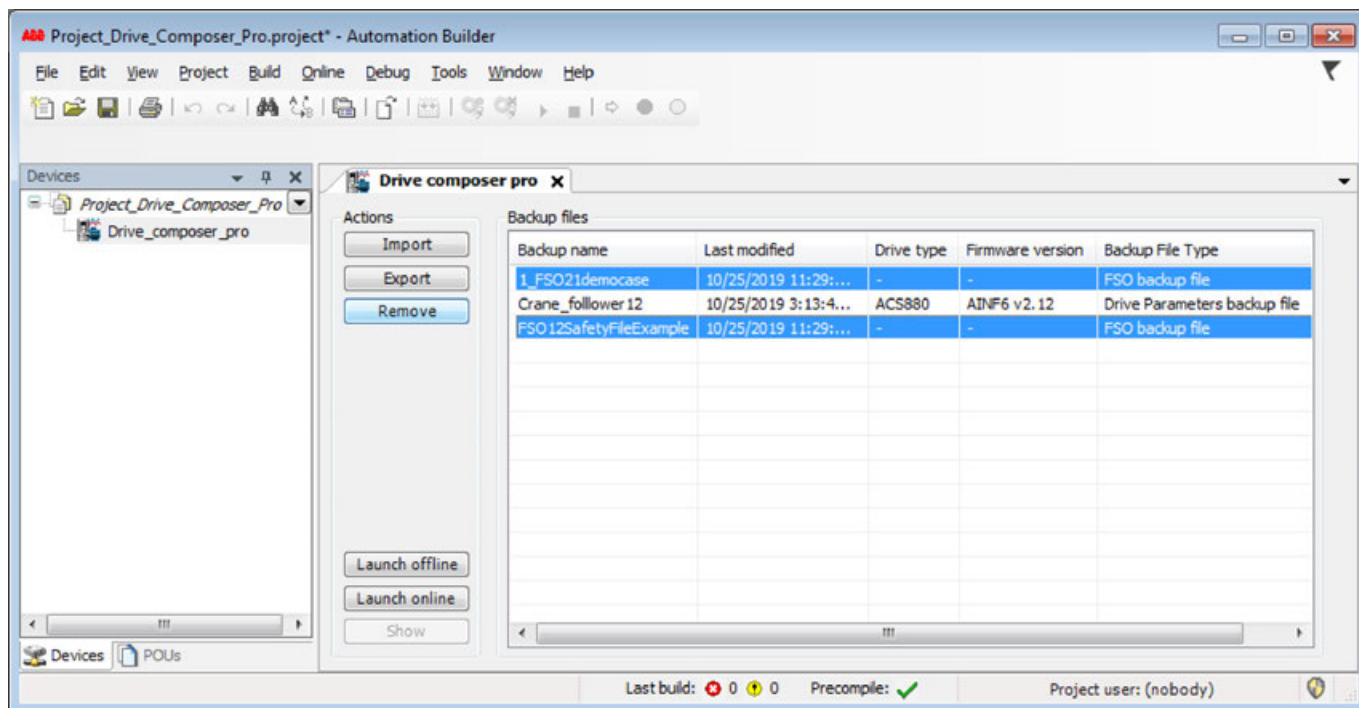 ABB Project_Drive_Composer_Pro.project* - Automation Builder
File Edit View Project Build Online Debug Tools Window Help
Devices
Project_Drive_Composer_Pro
Drive_composer_pro
Devices POUs
Drive composer pro
Actions
Import
Export
Remove
Launch offline
Launch online
Show
Backup files
Backup name Last modified Drive type Firmware version Backup File Type
1_FSO21democase 10/25/2019 11:29:... - - FSO backup file
Crane_folllower12 10/25/2019 3:13:4... ACS880 AINF6 v2.12 Drive Parameters backup file
FSO12SafetyFileExample 10/25/2019 11:29:... - - FSO backup file
Last build: 0 0 Precompile: Project user: (nobody)